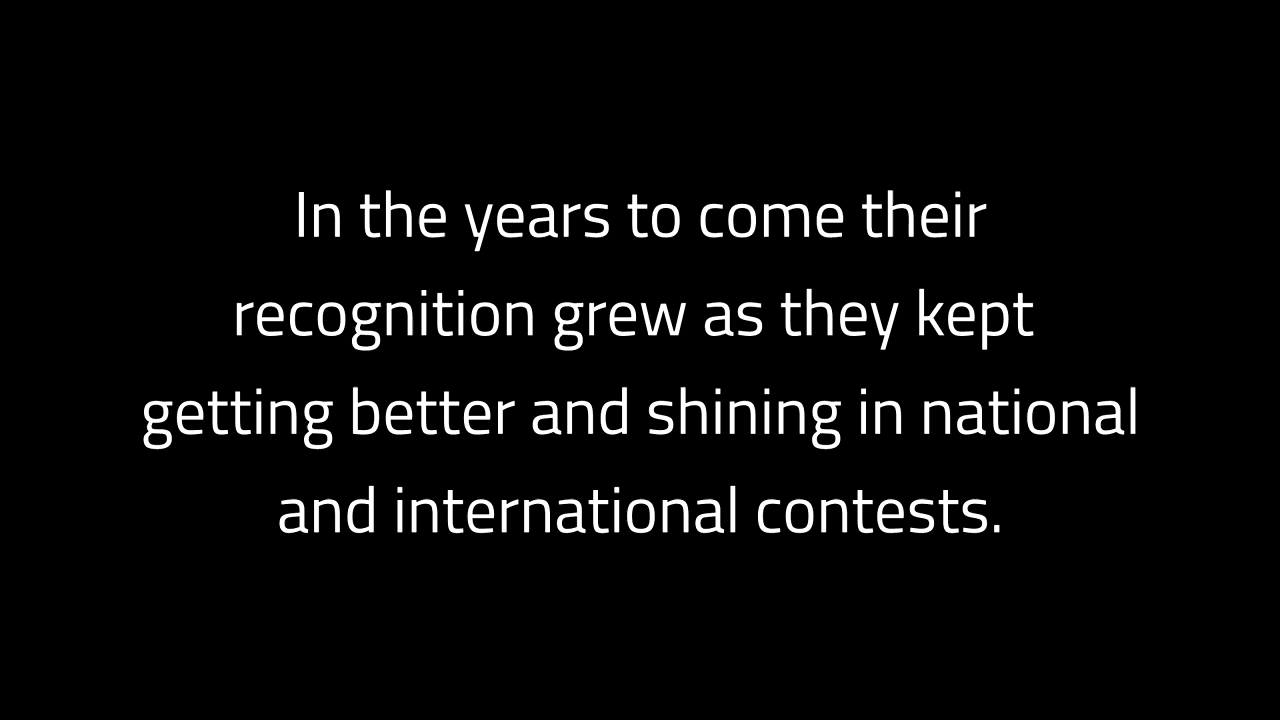 In the years to come their
recognition grew as they kept
getting better and shining in national
and international contests.